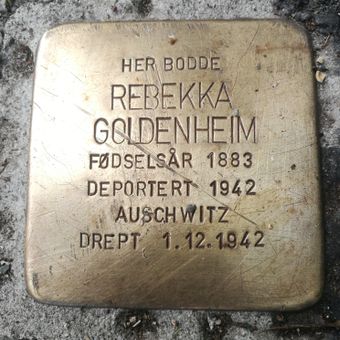 HER BODDE
REBEKKA
GOLDENHEIM
FØDSELSÅR 1883
DEPORTERT 1942
AUSCHWITZ
DREPT 1.12.1942